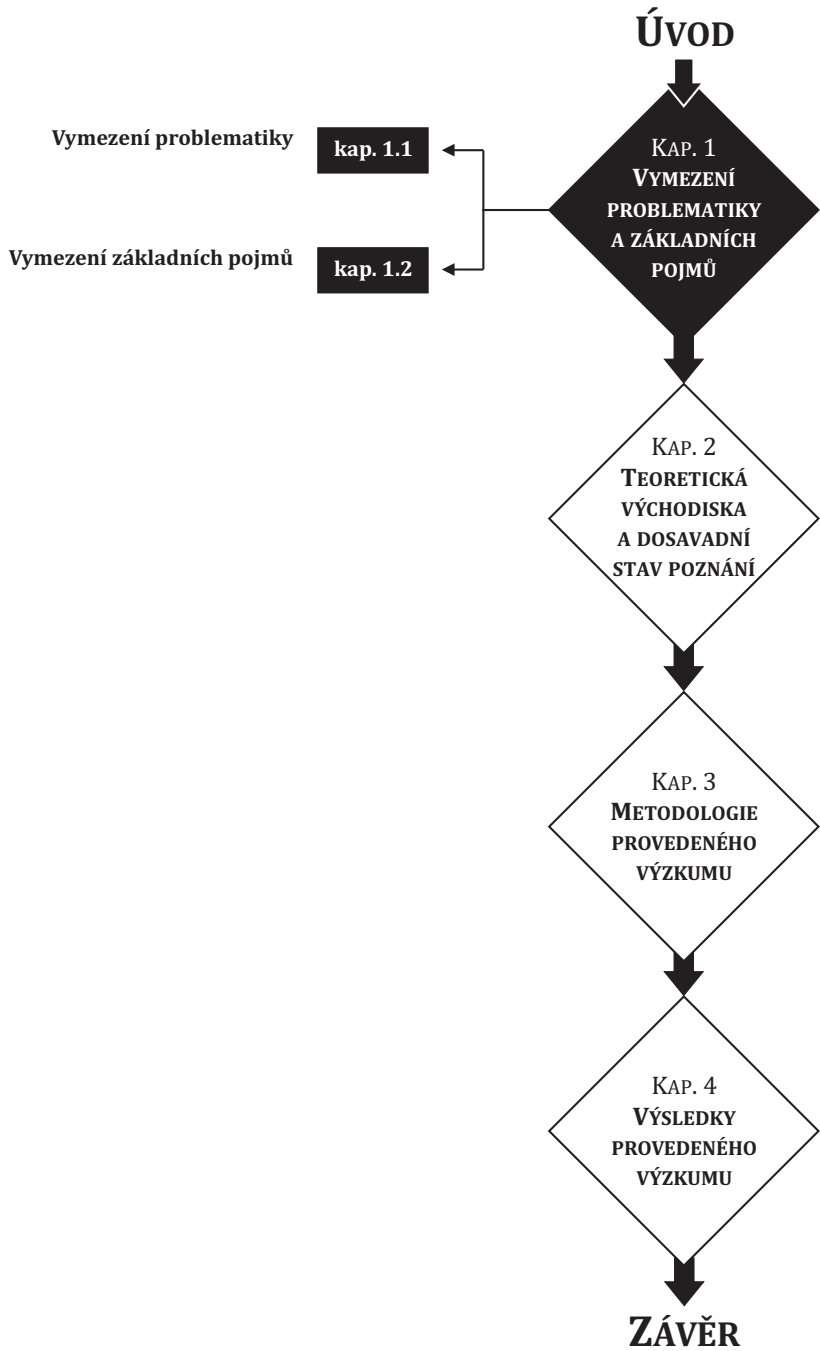 Úvod
Vymezení problematiky
kap. 1.1
Vymezení základních pojmů
kap. 1.2
Kap. 1
Vymezení
problematiky
a základních
pojmů
Kap. 2
Teoretická
východiska
a dosavadní
stav poznání
Kap. 3
Metodologie
provedeného
výzkumu
Kap. 4
Výsledky
provedeného
výzkumu
Závěr